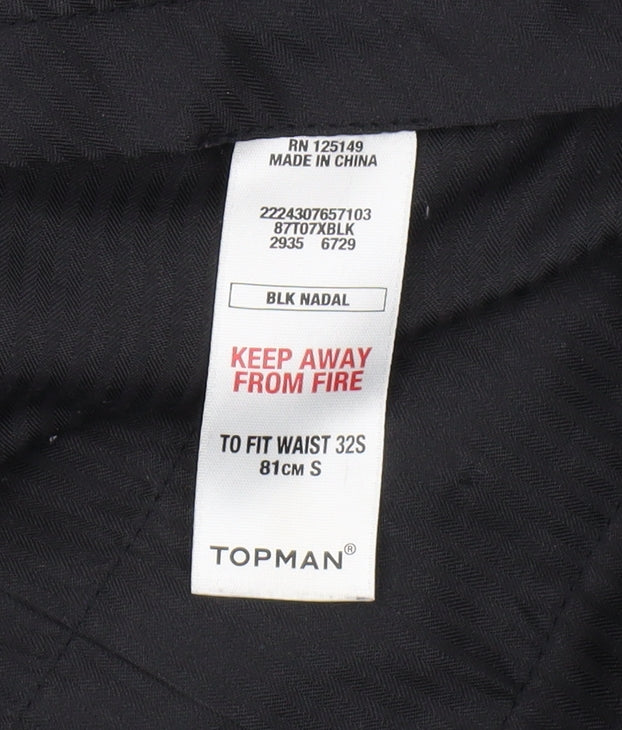 RN 125149
MADE IN CHINA
2224307657103
87T07XBLK
2935 6729
BLK NADAL
KEEP AWAY
FROM FIRE
TO FIT WAIST 32S
81CM S
TOPMAN®